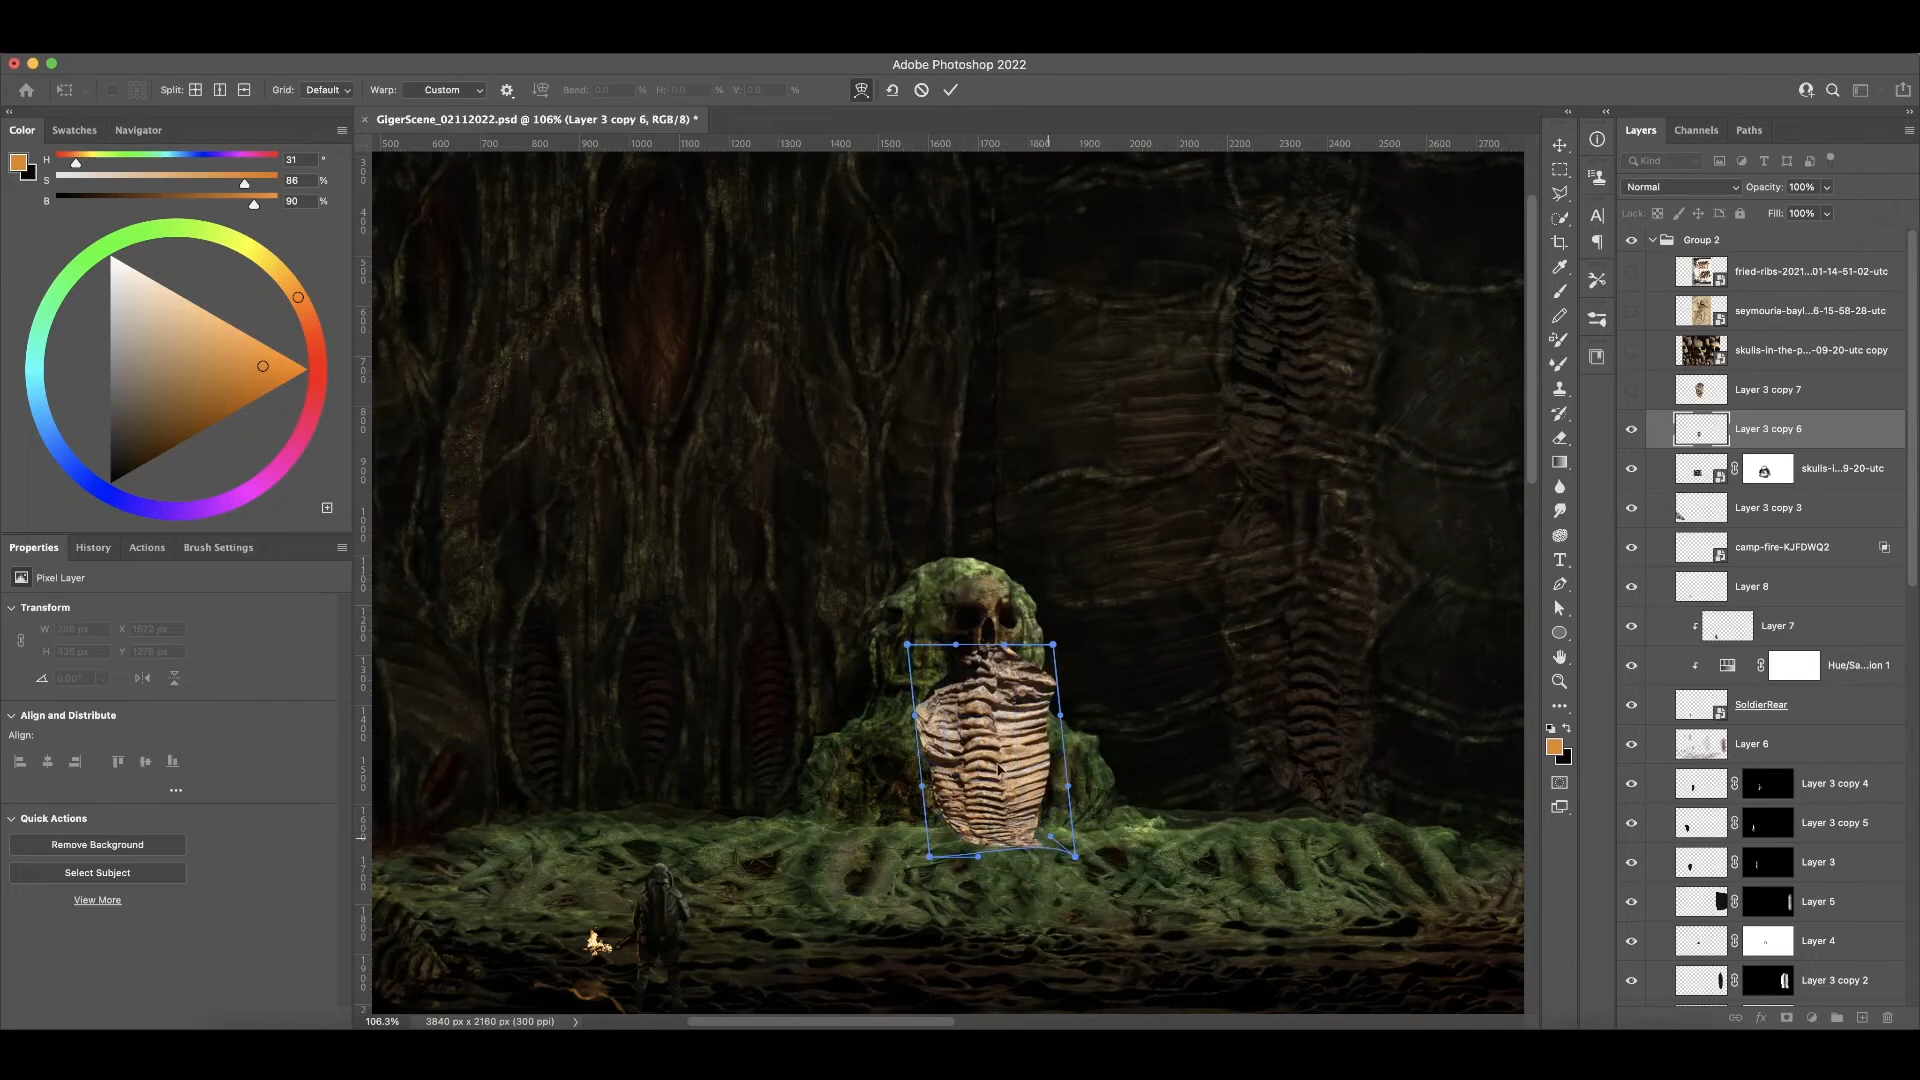 Adobe Photoshop 2022
Split: Grid: Default Warp: Custom Bend: 0.0 % H: 0.0 % V: 0.0 %
Color Swatches Navigator
GigerScene_02112022.psd @ 106% (Layer 3 copy 6, RGB/8) *
H 31 °
S 86 %
B 90 %
500 600 700 800 900 1000 1100 1200 1300 1400 1500 1600 1700 1800 1900 2000 2100 2200 2300 2400 2500 2600 2700
Properties History Actions Brush Settings
Pixel Layer
Transform
W 286 px X 1572 px
H 425 px Y 1278 px
0.00°
Align and Distribute
Align:
Quick Actions
Remove Background
Select Subject
View More
106.3% 3840 px x 2160 px (300 ppi)
Layers Channels Paths
Kind
Normal Opacity: 100%
Lock: Fill: 100%
Group 2
fried-ribs-2021...01-14-51-02-utc
seymouria-bayl...6-15-58-28-utc
skulls-in-the-p...-09-20-utc copy
Layer 3 copy 7
Layer 3 copy 6
skulls-i...9-20-utc
Layer 3 copy 3
camp-fire-KJFDWQ2
Layer 8
Layer 7
Hue/Sa...ion 1
SoldierRear
Layer 6
Layer 3 copy 4
Layer 3 copy 5
Layer 3
Layer 5
Layer 4
Layer 3 copy 2